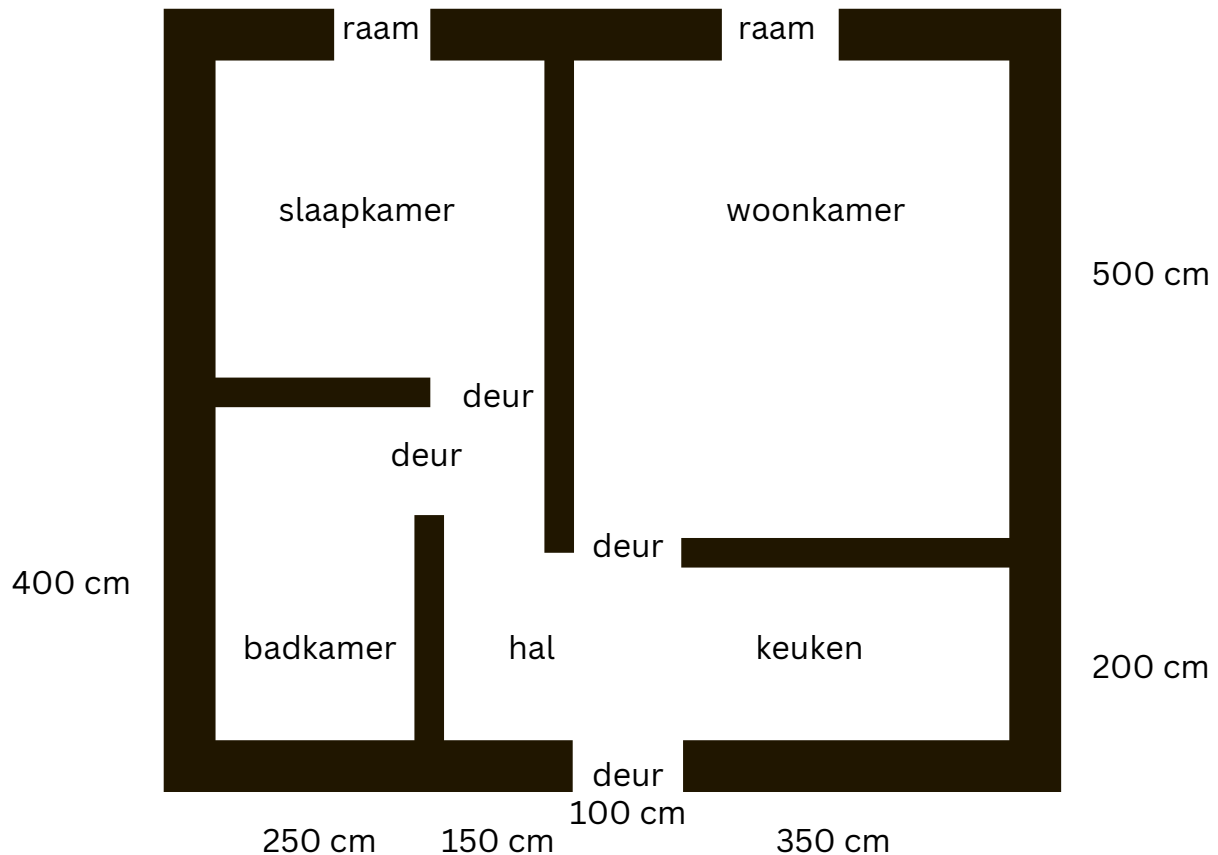 raam
raam
slaapkamer
woonkamer
500 cm
deur
deur
deur
400 cm
badkamer
hal
keuken
200 cm
deur
100 cm
250 cm
150 cm
350 cm